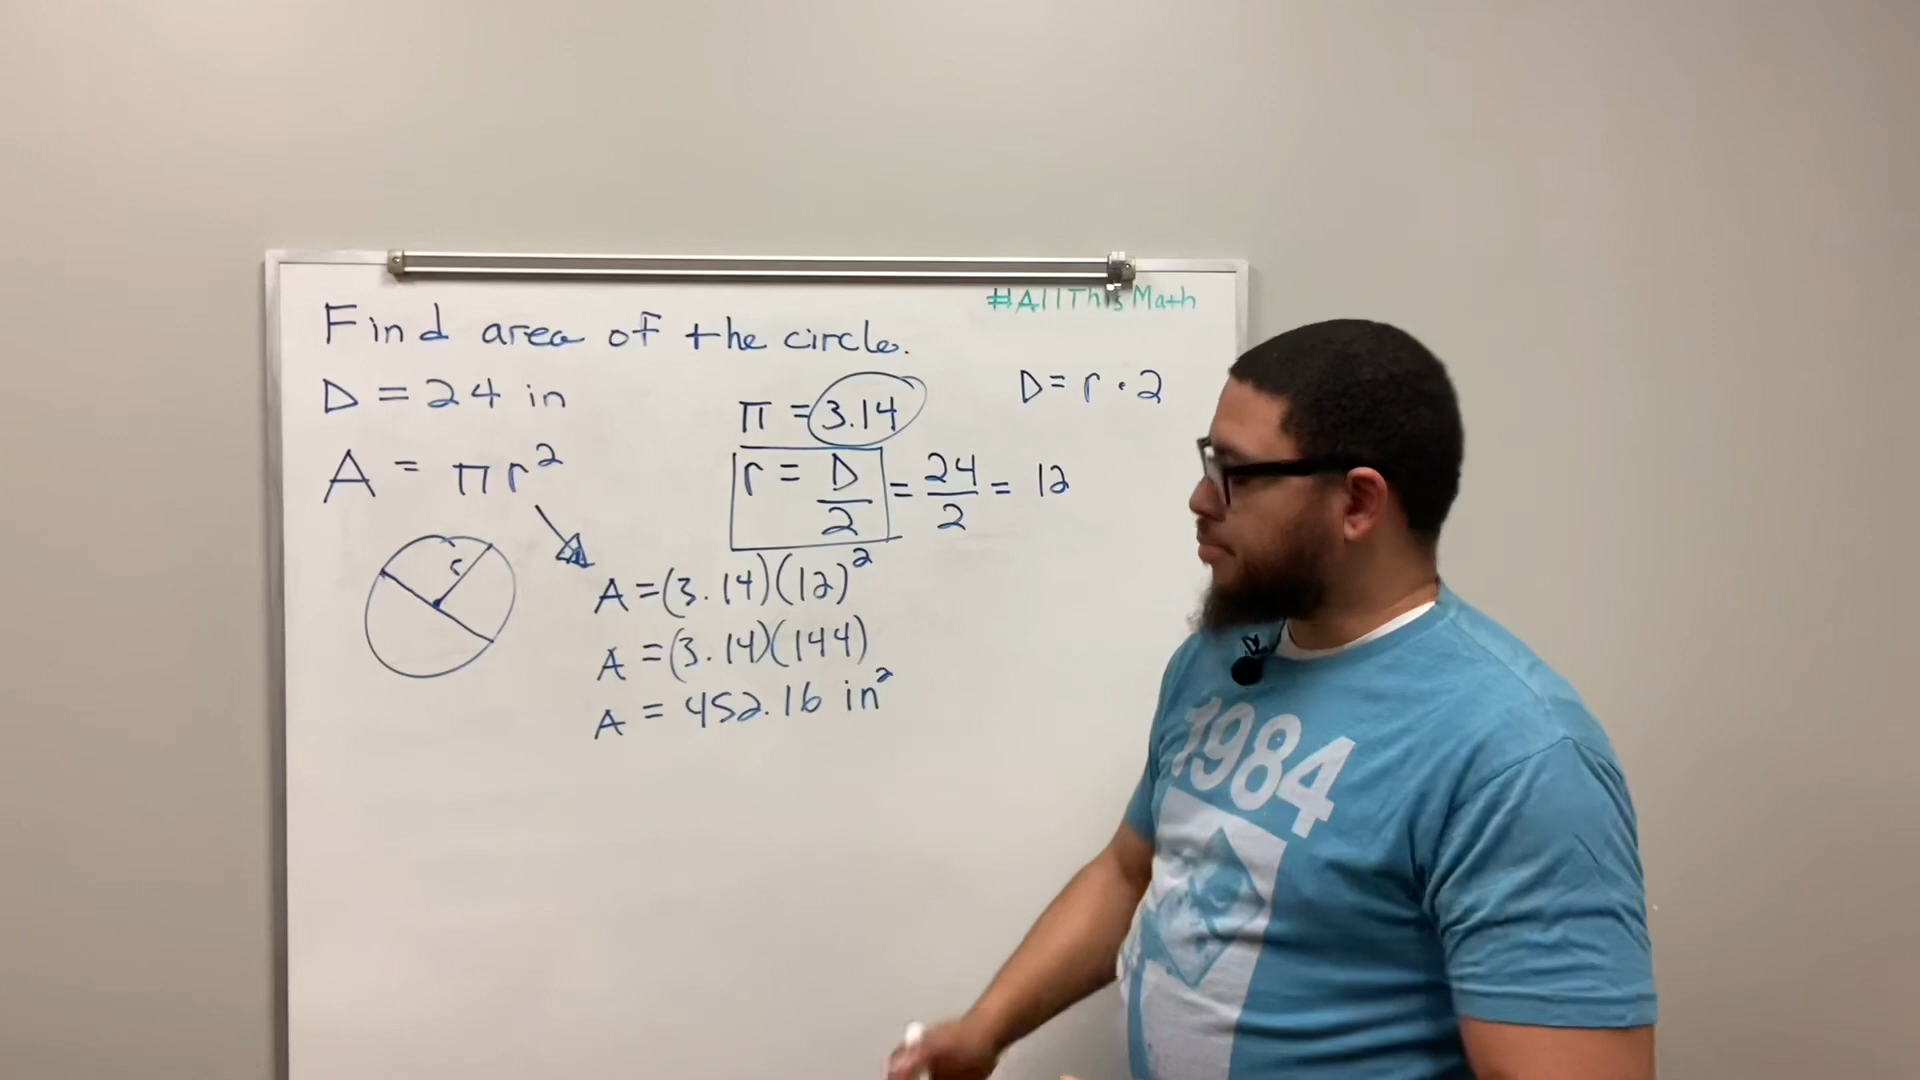 #AllThisMath
Find area of the circle.
D = 24 in
π = 3.14
D = r · 2
A = πr²
r = D/2 = 24/2 = 12
r
A = (3.14)(12)²
A = (3.14)(144)
A = 452.16 in²
1984